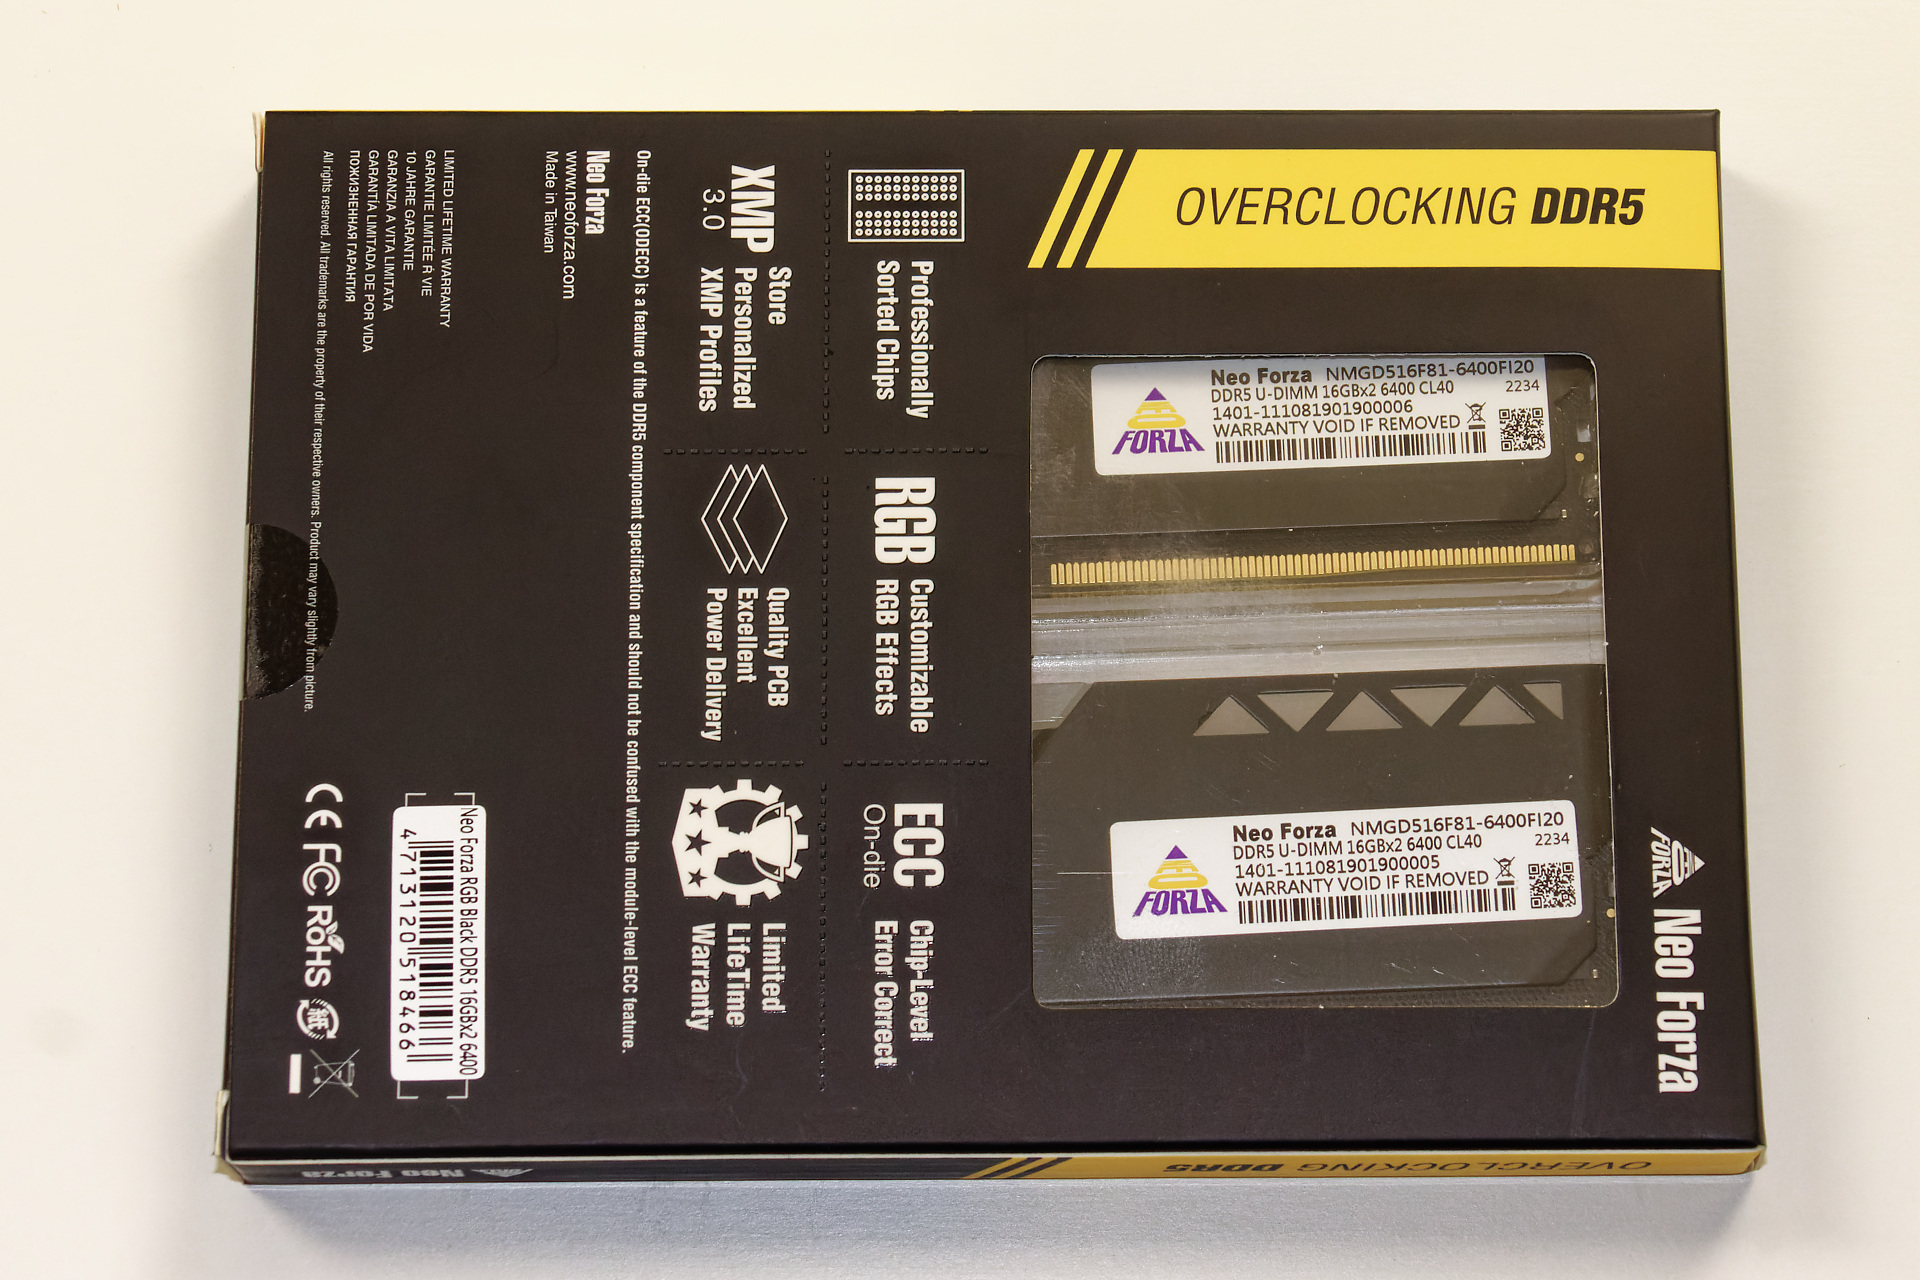 OVERCLOCKING DDR5
Neo Forza NMGD516F81-6400FI20
DDR5 U-DIMM 16GBx2 6400 CL40 2234
1401-111081901900006
WARRANTY VOID IF REMOVED
NEO
FORZA
Neo Forza NMGD516F81-6400FI20
DDR5 U-DIMM 16GBx2 6400 CL40 2234
1401-111081901900005
WARRANTY VOID IF REMOVED
NEO
FORZA
NEO
FORZA
Neo Forza
Professionally
Sorted Chips
RGB
Customizable
RGB Effects
ECC
On-die
Chip-Level
Error Correct
XMP
3.0
Store
Personalized
XMP Profiles
Quality PCB
Excellent
Power Delivery
Limited
LifeTime
Warranty
On-die ECC(ODECC) is a feature of the DDR5 component specification and should not be confused with the module-level ECC feature.
Neo Forza
www.neoforza.com
Made in Taiwan
LIMITED LIFETIME WARRANTY
GARANTIE LIMITÉE Ř VIE
10 JAHRE GARANTIE
GARANZIA A VITA LIMITATA
GARANTÍA LIMITADA DE POR VIDA
ПОЖИЗНЕННАЯ ГАРАНТИЯ
All rights reserved. All trademarks are the property of their respective owners. Product may vary slightly from picture.
Neo Forza RGB Black DDR5 16GBx2 6400
4713120518466
CE FC RoHS
紙
Neo Forza
OVERCLOCKING DDR5